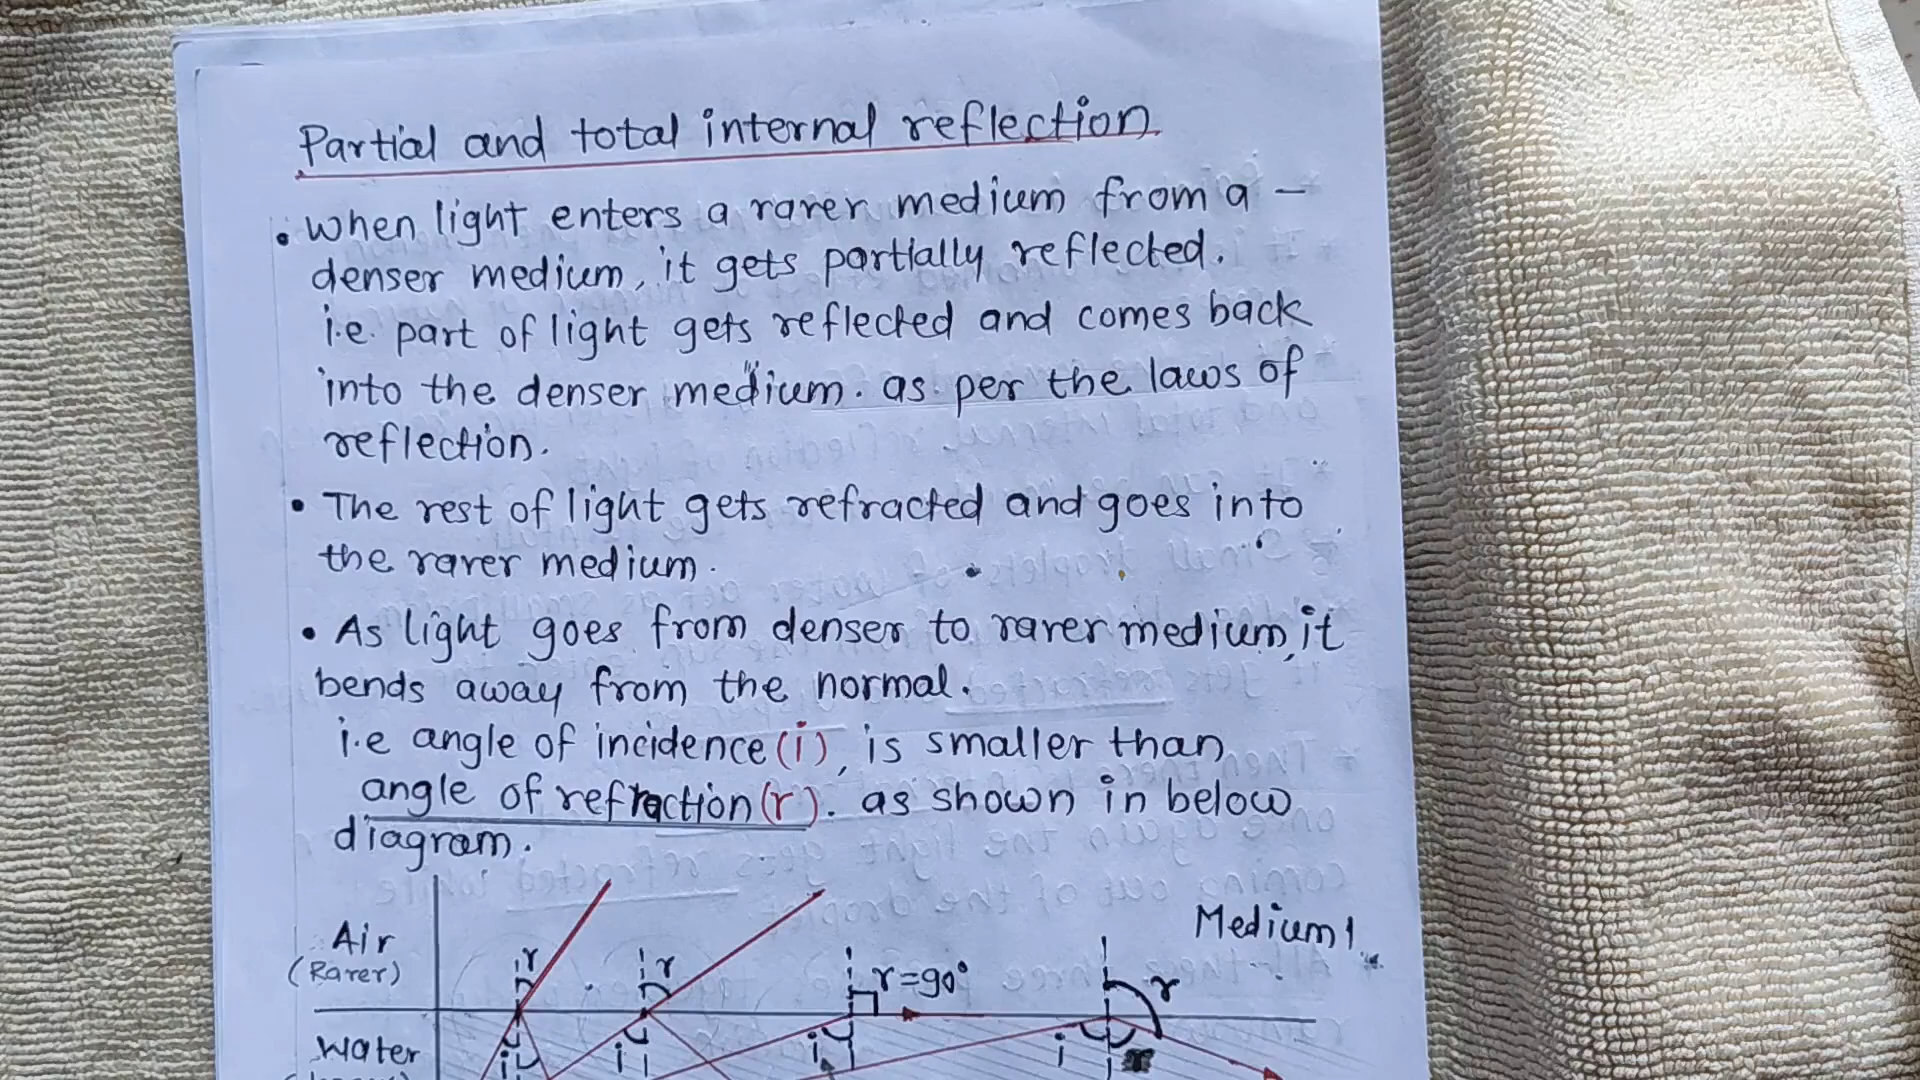 Partial and total internal reflection
• when light enters a rarer medium from a -
denser medium, it gets partially reflected.
i.e. part of light gets reflected and comes back
into the denser medium. as per the laws of
reflection.
• The rest of light gets refracted and goes into
the rarer medium.
• As light goes from denser to rarer medium, it
bends away from the normal.
i.e angle of incidence (i), is smaller than
angle of refraction (r). as shown in below
diagram.
Medium 1
Air
(Rarer)
r
r
r=90°
r
Water
i
i
i
i